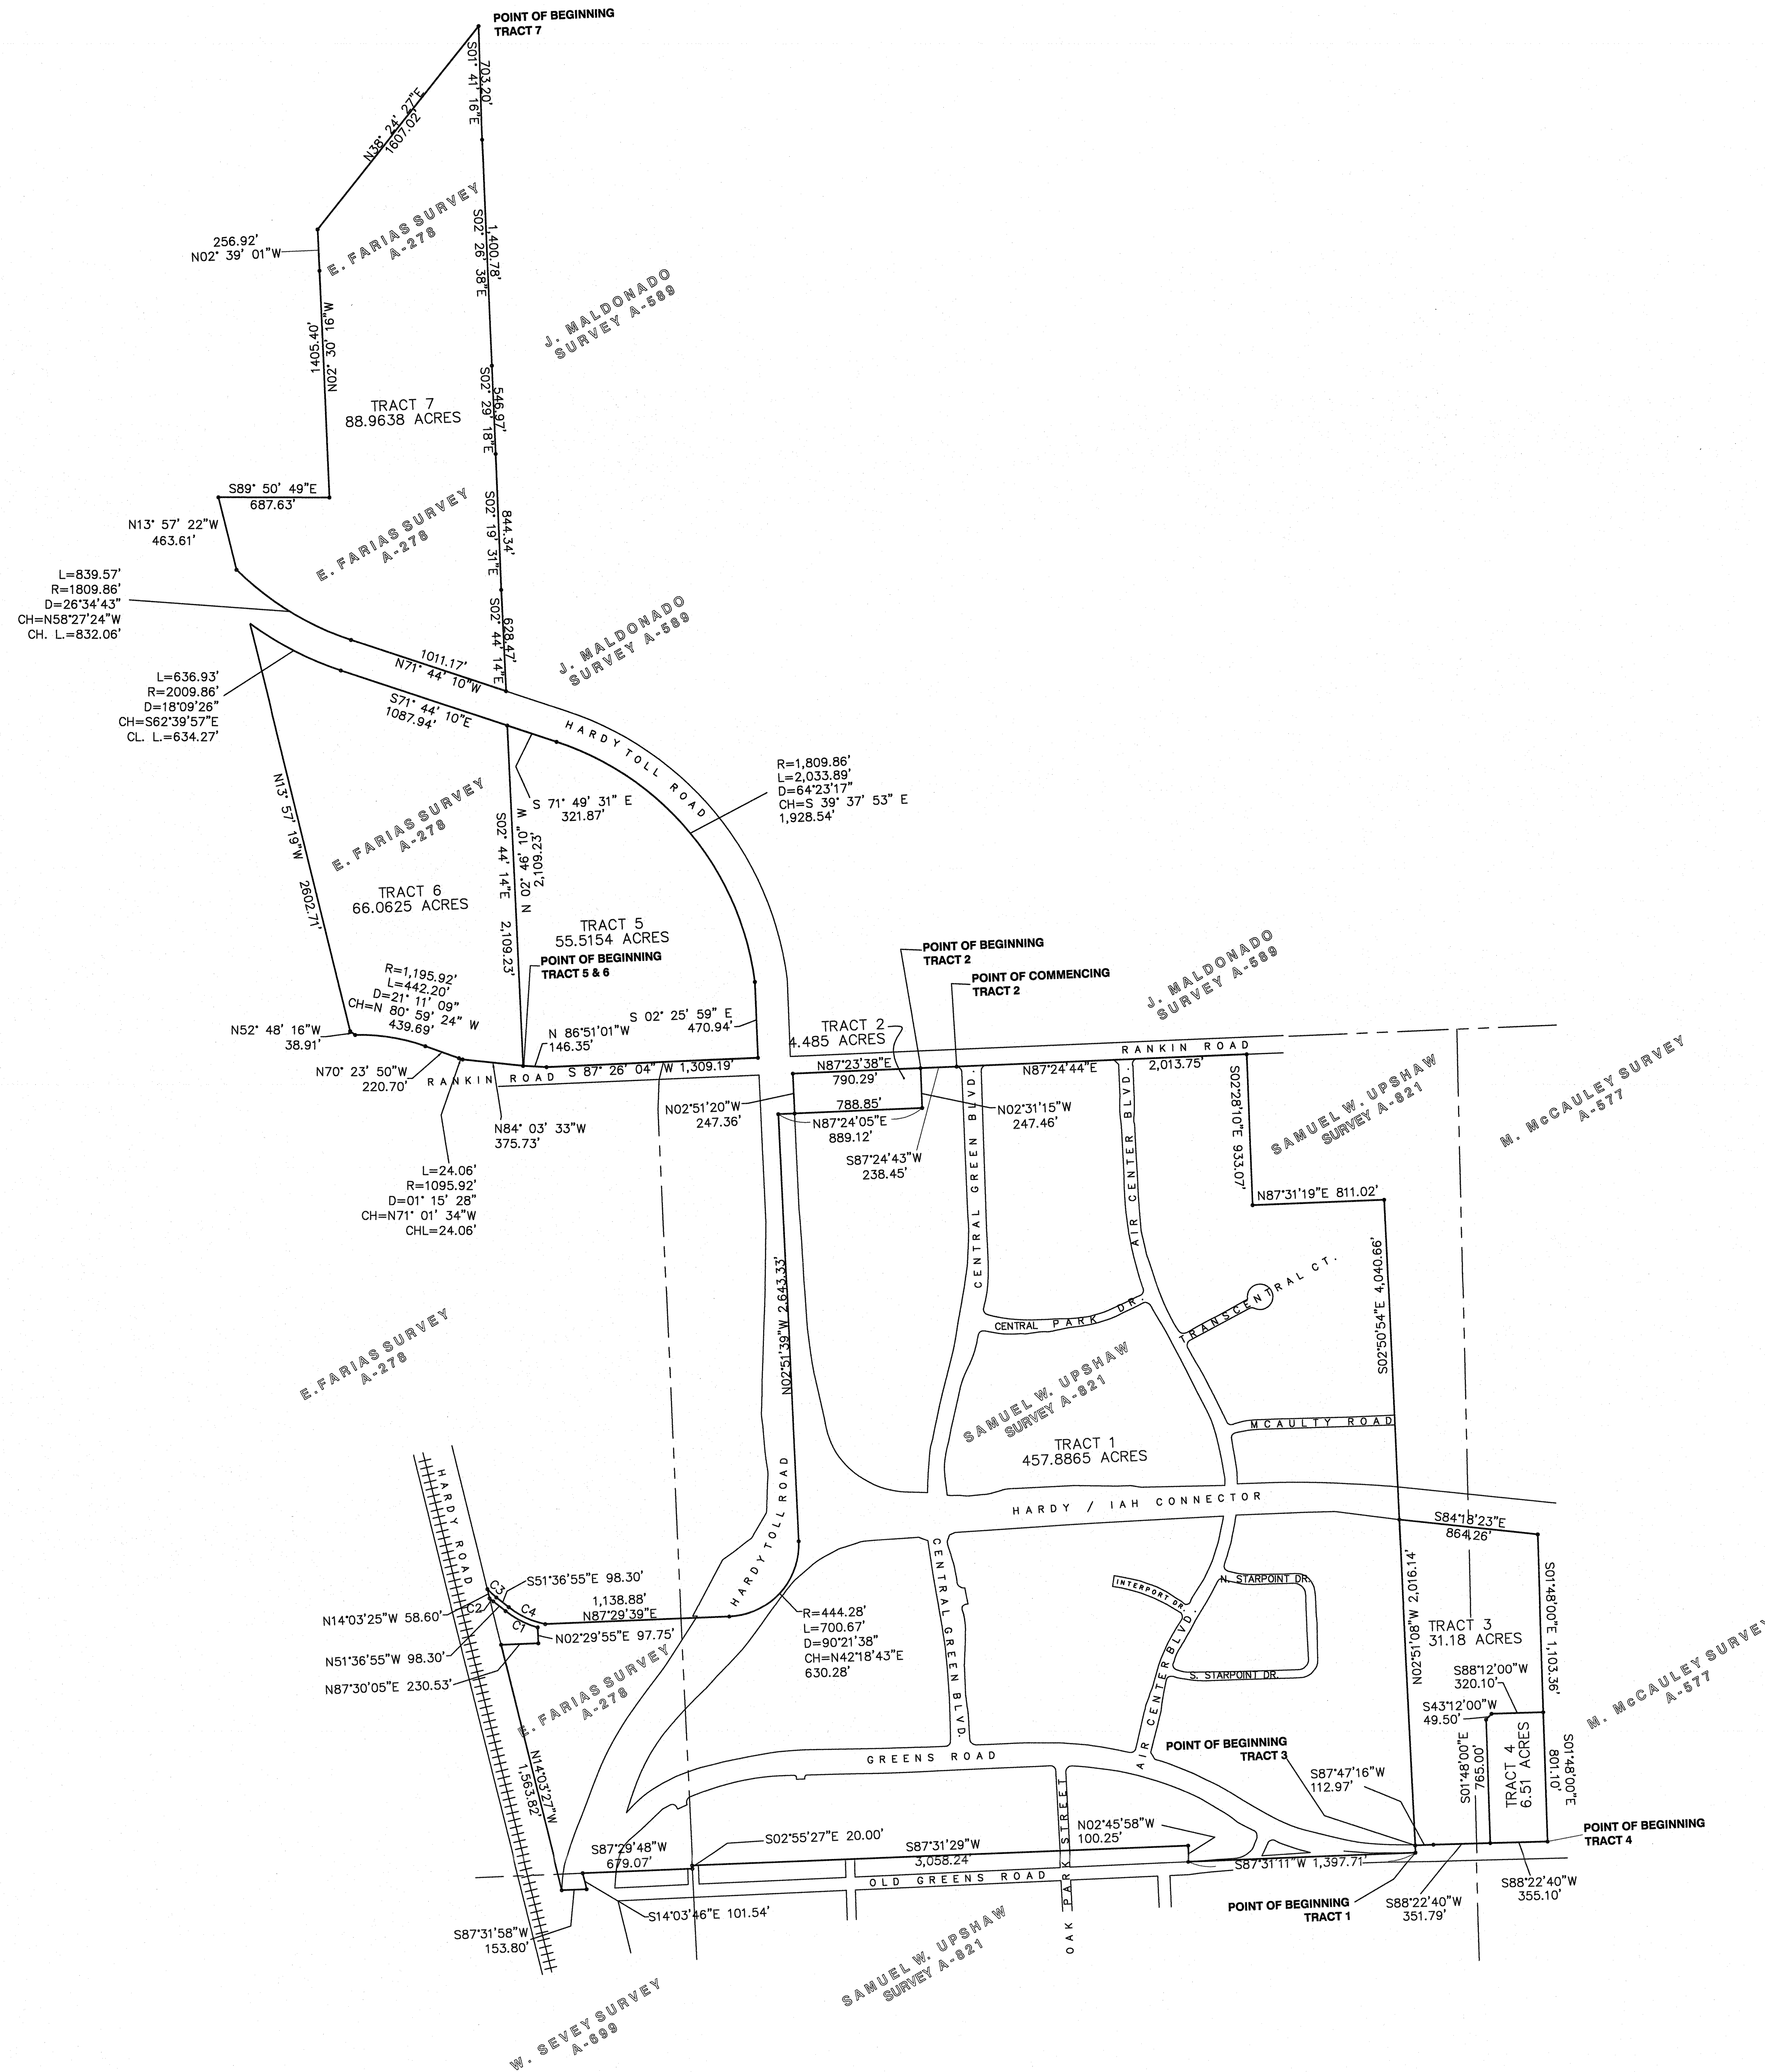 POINT OF BEGINNING
TRACT 7
S01° 41' 16"E
703.20'
N38° 24' 27"E
1607.02'
E. FARIAS SURVEY
A-278
256.92'
N02° 39' 01"W
S02° 26' 38"E
1,400.78'
J. MALDONADO
SURVEY A-589
1405.40'
N02° 30' 16"W
S02° 29' 18"E
546.97'
TRACT 7
88.9638 ACRES
S89° 50' 49"E
687.63'
N13° 57' 22"W
463.61'
E. FARIAS SURVEY
A-278
S02° 19' 31"E
844.34'
L=839.57'
R=1809.86'
D=26°34'43"
CH=N58°27'24"W
CH. L.=832.06'
S02° 44' 14"E
628.47'
J. MALDONADO
SURVEY A-589
1011.17'
N71° 44' 10"W
L=636.93'
R=2009.86'
D=18°09'26"
CH=S62°39'57"E
CL. L.=634.27'
S71° 44' 10"E
1087.94'
HARDY TOLL ROAD
R=1,809.86'
L=2,033.89'
D=64°23'17"
CH=S 39° 37' 53" E
1,928.54'
S 71° 49' 31" E
321.87'
N13° 57' 19"W 2602.71'
E. FARIAS SURVEY
A-278
S02° 44' 14"E 2,109.23'
N 02° 46' 10" W
2,109.23'
TRACT 6
66.0625 ACRES
TRACT 5
55.5154 ACRES
POINT OF BEGINNING
TRACT 5 & 6
POINT OF BEGINNING
TRACT 2
POINT OF COMMENCING
TRACT 2
J. MALDONADO
SURVEY A-589
R=1,195.92'
L=442.20'
D=21° 11' 09"
CH=N 80° 59' 24" W
439.69'
N52° 48' 16"W
38.91'
N 86°51'01"W
146.35'
S 02° 25' 59" E
470.94'
TRACT 2
4.485 ACRES
RANKIN ROAD
N70° 23' 50"W
220.70'
RANKIN ROAD
S 87° 26' 04" W 1,309.19'
N87°23'38"E
790.29'
N87°24'44"E
2,013.75'
N02°51'20"W
247.36'
788.85'
N87°24'05"E
889.12'
N02°31'15"W
247.46'
S87°24'43"W
238.45'
N84° 03' 33"W
375.73'
L=24.06'
R=1095.92'
D=01° 15' 28"
CH=N71° 01' 34"W
CHL=24.06'
CENTRAL GREEN BLVD.
AIR CENTER BLVD.
S02°28'10"E 933.07'
SAMUEL W. UPSHAW
SURVEY A-821
M. McCAULEY SURVEY
A-577
N87°31'19"E 811.02'
N02°51'39"W 2,643.33'
S02°50'54"E 4,040.66'
TRANSCENTRAL CT.
CENTRAL PARK DR.
E.FARIAS SURVEY
A-278
SAMUEL W. UPSHAW
SURVEY A-821
MCAULTY ROAD
TRACT 1
457.8865 ACRES
HARDY ROAD
HARDY TOLL ROAD
HARDY / IAH CONNECTOR
S84°18'23"E
864.26'
C3
S51°36'55"E 98.30'
C2
C4
C1
1,138.88'
N87°29'39"E
N14°03'25"W 58.60'
N51°36'55"W 98.30'
N02°29'55"E 97.75'
N87°30'05"E 230.53'
R=444.28'
L=700.67'
D=90°21'38"
CH=N42°18'43"E
630.28'
CENTRAL GREEN BLVD.
INTERPORT DR.
N. STARPOINT DR.
S. STARPOINT DR.
AIR CENTER BLVD.
N02°51'08"W 2,016.14'
S01°48'00"E 1,103.36'
TRACT 3
31.18 ACRES
S88°12'00"W
320.10'
S43°12'00"W
49.50'
E. FARIAS SURVEY
A-278
M. McCAULEY SURVEY
A-577
N14°03'27"W
1,563.82'
GREENS ROAD
POINT OF BEGINNING
TRACT 3
S87°47'16"W
112.97'
S01°48'00"E
765.00'
TRACT 4
6.51 ACRES
S01°48'00"E
801.10'
OAK PARK STREET
N02°45'58"W
100.25'
S02°55'27"E 20.00'
S87°29'48"W
679.07'
S87°31'29"W
3,058.24'
S87°31'11"W 1,397.71'
POINT OF BEGINNING
TRACT 4
OLD GREENS ROAD
S88°22'40"W
355.10'
S88°22'40"W
351.79'
POINT OF BEGINNING
TRACT 1
S14°03'46"E 101.54'
S87°31'58"W
153.80'
SAMUEL W. UPSHAW
SURVEY A-821
W. SEVEY SURVEY
A-699